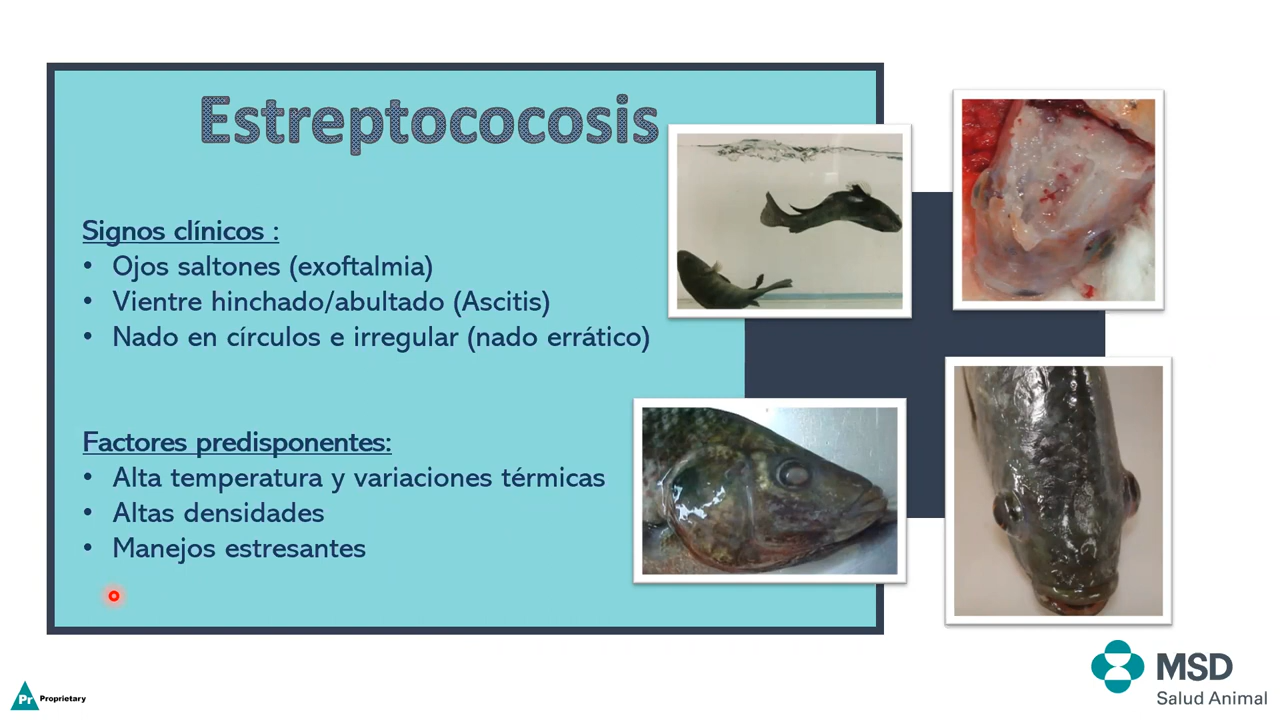 Estreptococosis
Signos clínicos :
• Ojos saltones (exoftalmia)
• Vientre hinchado/abultado (Ascitis)
• Nado en círculos e irregular (nado errático)
Factores predisponentes:
• Alta temperatura y variaciones térmicas
• Altas densidades
• Manejos estresantes
MSD
Salud Animal
Pr Proprietary